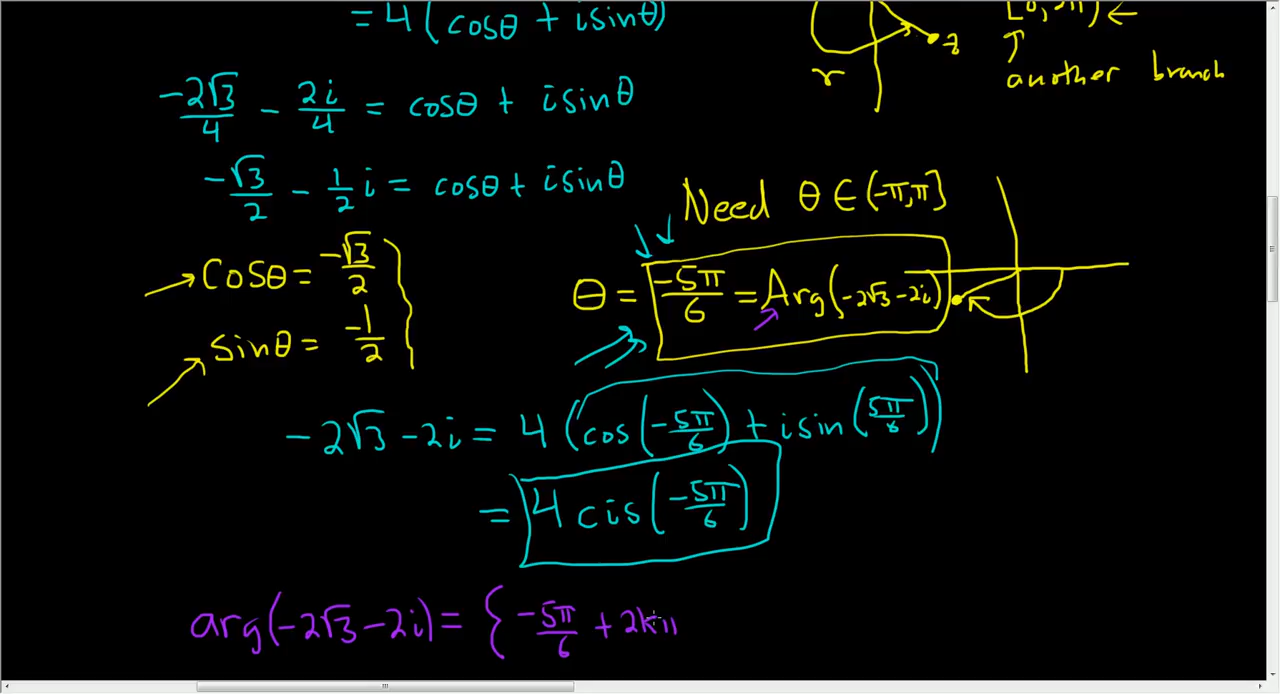 = 4 (cosθ + i sinθ)
-2√3/4 - 2i/4 = cosθ + i sinθ
-√3/2 - 1/2 i = cosθ + i sinθ
z
r
↑
another branch
Need θ ∈ (-π, π]
cosθ = -√3/2
sinθ = -1/2
θ = -5π/6 = Arg(-2√3 - 2i)
-2√3 - 2i = 4 (cos(-5π/6) + i sin(5π/6))
= 4 cis(-5π/6)
arg(-2√3 - 2i) = { -5π/6 + 2kπ